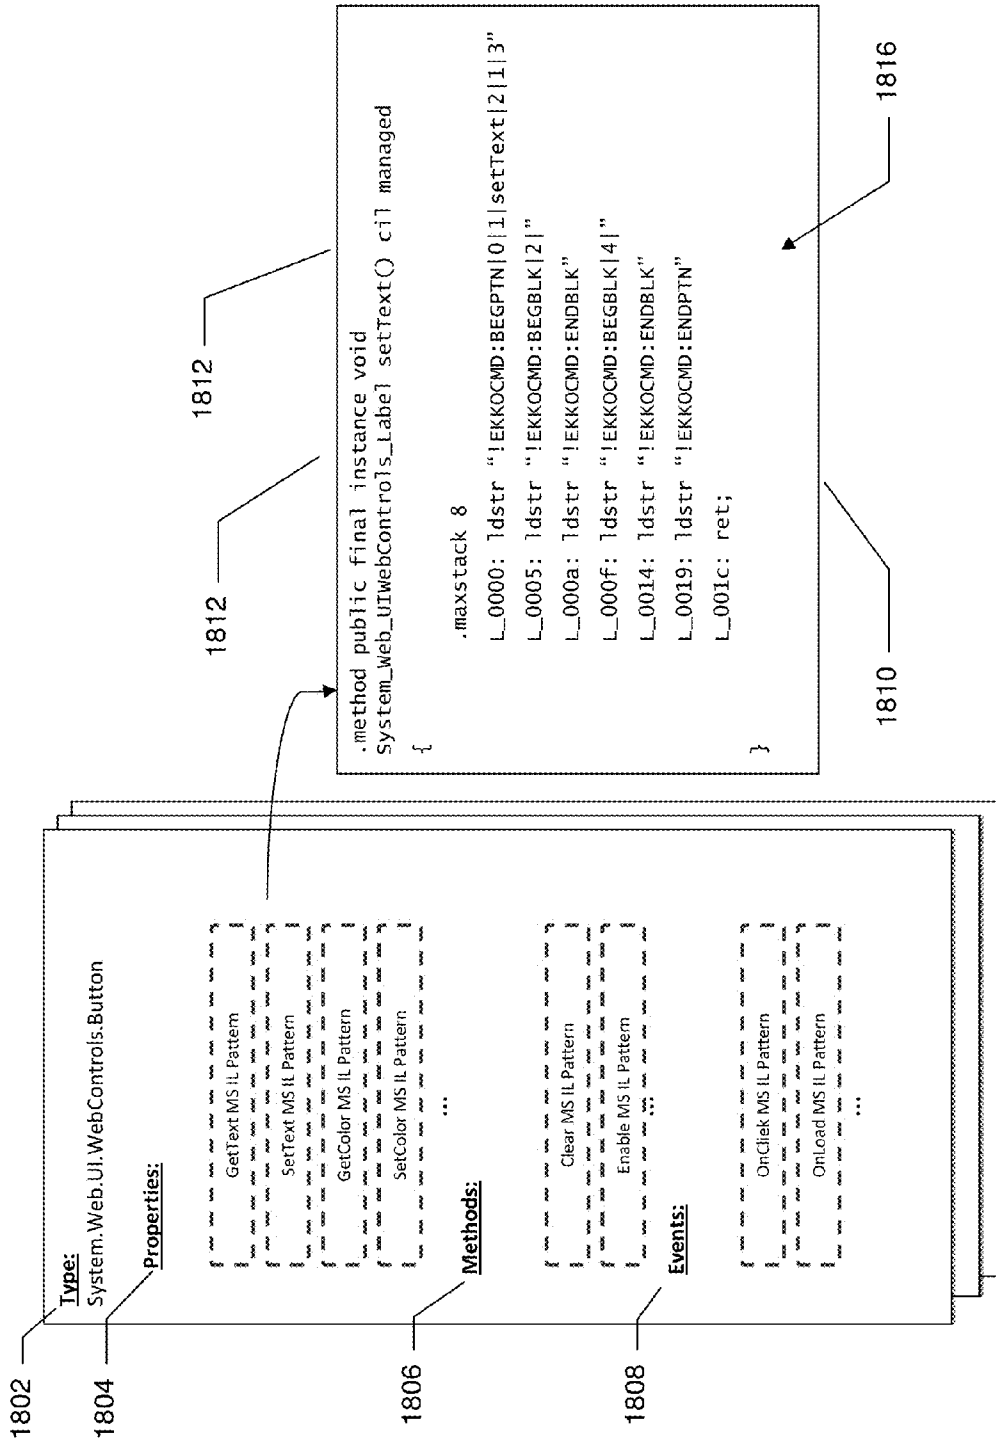 1802
1804
1806
1808
Type:
System.Web.UI.WebControls.Button
Properties:
GetText MS IL Pattern
SetText MS IL Pattern
GetColor MS IL Pattern
SetColor MS IL Pattern
...
Methods:
Clear MS IL Pattern
Enable MS IL Pattern
...
Events:
OnCliek MS IL Pattern
OnLoad MS IL Pattern
...
1812
1812
.method public final instance void
System_Web_UIWebControls_Label setText() cil managed
{
.maxstack 8
L_0000: ldstr “!EKKOCMD:BEGPTN|0|1|setText|2|1|3”
L_0005: ldstr “!EKKOCMD:BEGBLK|2|”
L_000a: ldstr “!EKKOCMD:ENDBLK”
L_000f: ldstr “!EKKOCMD:BEGBLK|4|”
L_0014: ldstr “!EKKOCMD:ENDBLK”
L_0019: ldstr “!EKKOCMD:ENDPTN”
L_001c: ret;
}
1810
1816